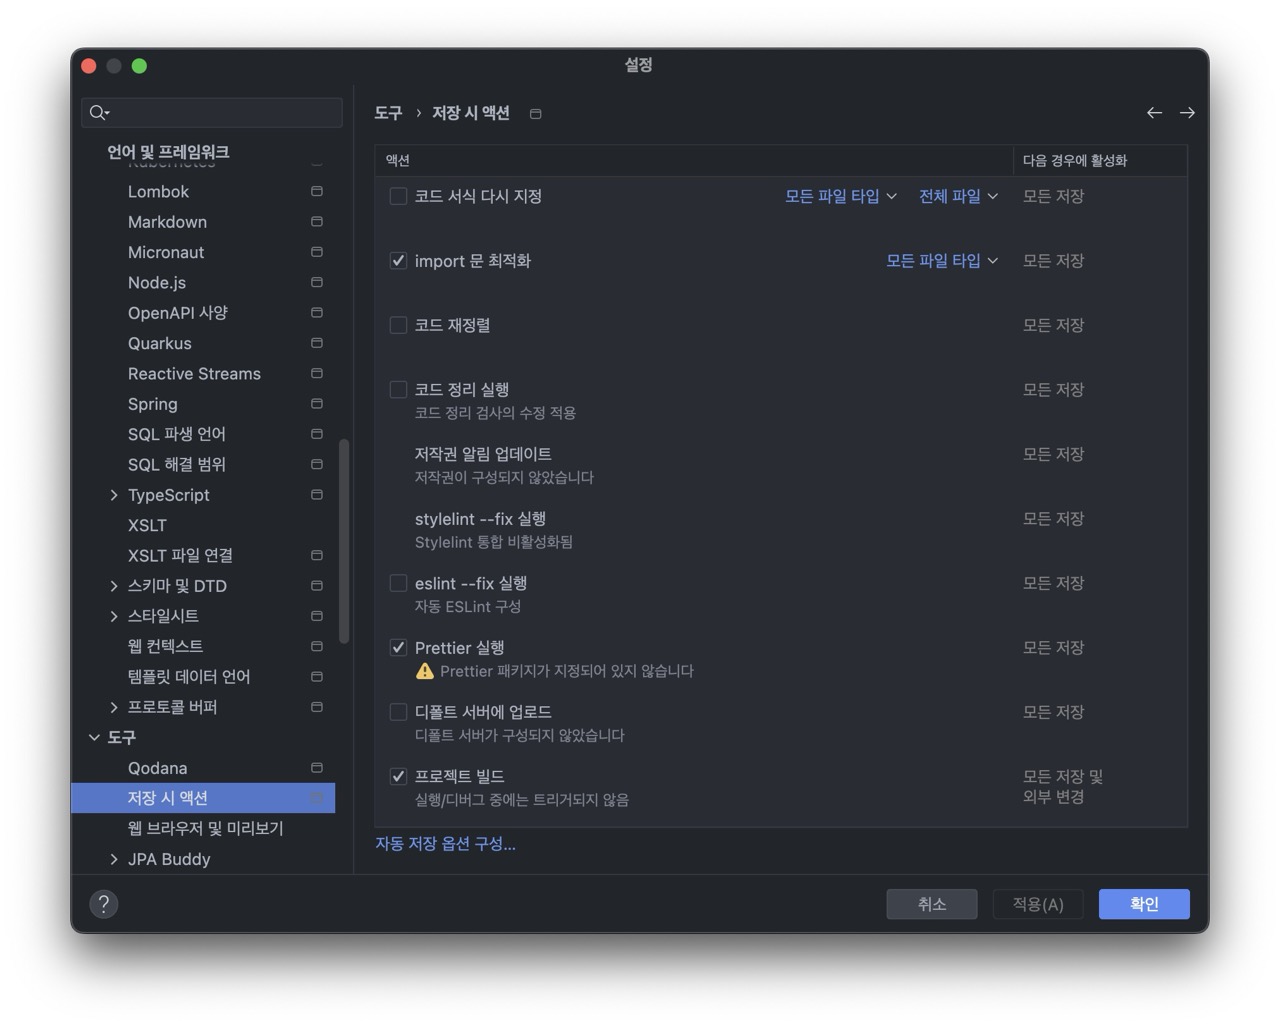 설정
언어 및 프레임워크
Kubernetes
Lombok
Markdown
Micronaut
Node.js
OpenAPI 사양
Quarkus
Reactive Streams
Spring
SQL 파생 언어
SQL 해결 범위
TypeScript
XSLT
XSLT 파일 연결
스키마 및 DTD
스타일시트
웹 컨텍스트
템플릿 데이터 언어
프로토콜 버퍼
도구
Qodana
저장 시 액션
웹 브라우저 및 미리보기
JPA Buddy
도구 › 저장 시 액션
액션 다음 경우에 활성화
코드 서식 다시 지정 모든 파일 타입 전체 파일 모든 저장
import 문 최적화 모든 파일 타입 모든 저장
코드 재정렬 모든 저장
코드 정리 실행 모든 저장
코드 정리 검사의 수정 적용
저작권 알림 업데이트 모든 저장
저작권이 구성되지 않았습니다
stylelint --fix 실행 모든 저장
Stylelint 통합 비활성화됨
eslint --fix 실행 모든 저장
자동 ESLint 구성
Prettier 실행 모든 저장
Prettier 패키지가 지정되어 있지 않습니다
디폴트 서버에 업로드 모든 저장
디폴트 서버가 구성되지 않았습니다
프로젝트 빌드 모든 저장 및
실행/디버그 중에는 트리거되지 않음 외부 변경
자동 저장 옵션 구성...
? 취소 적용(A) 확인